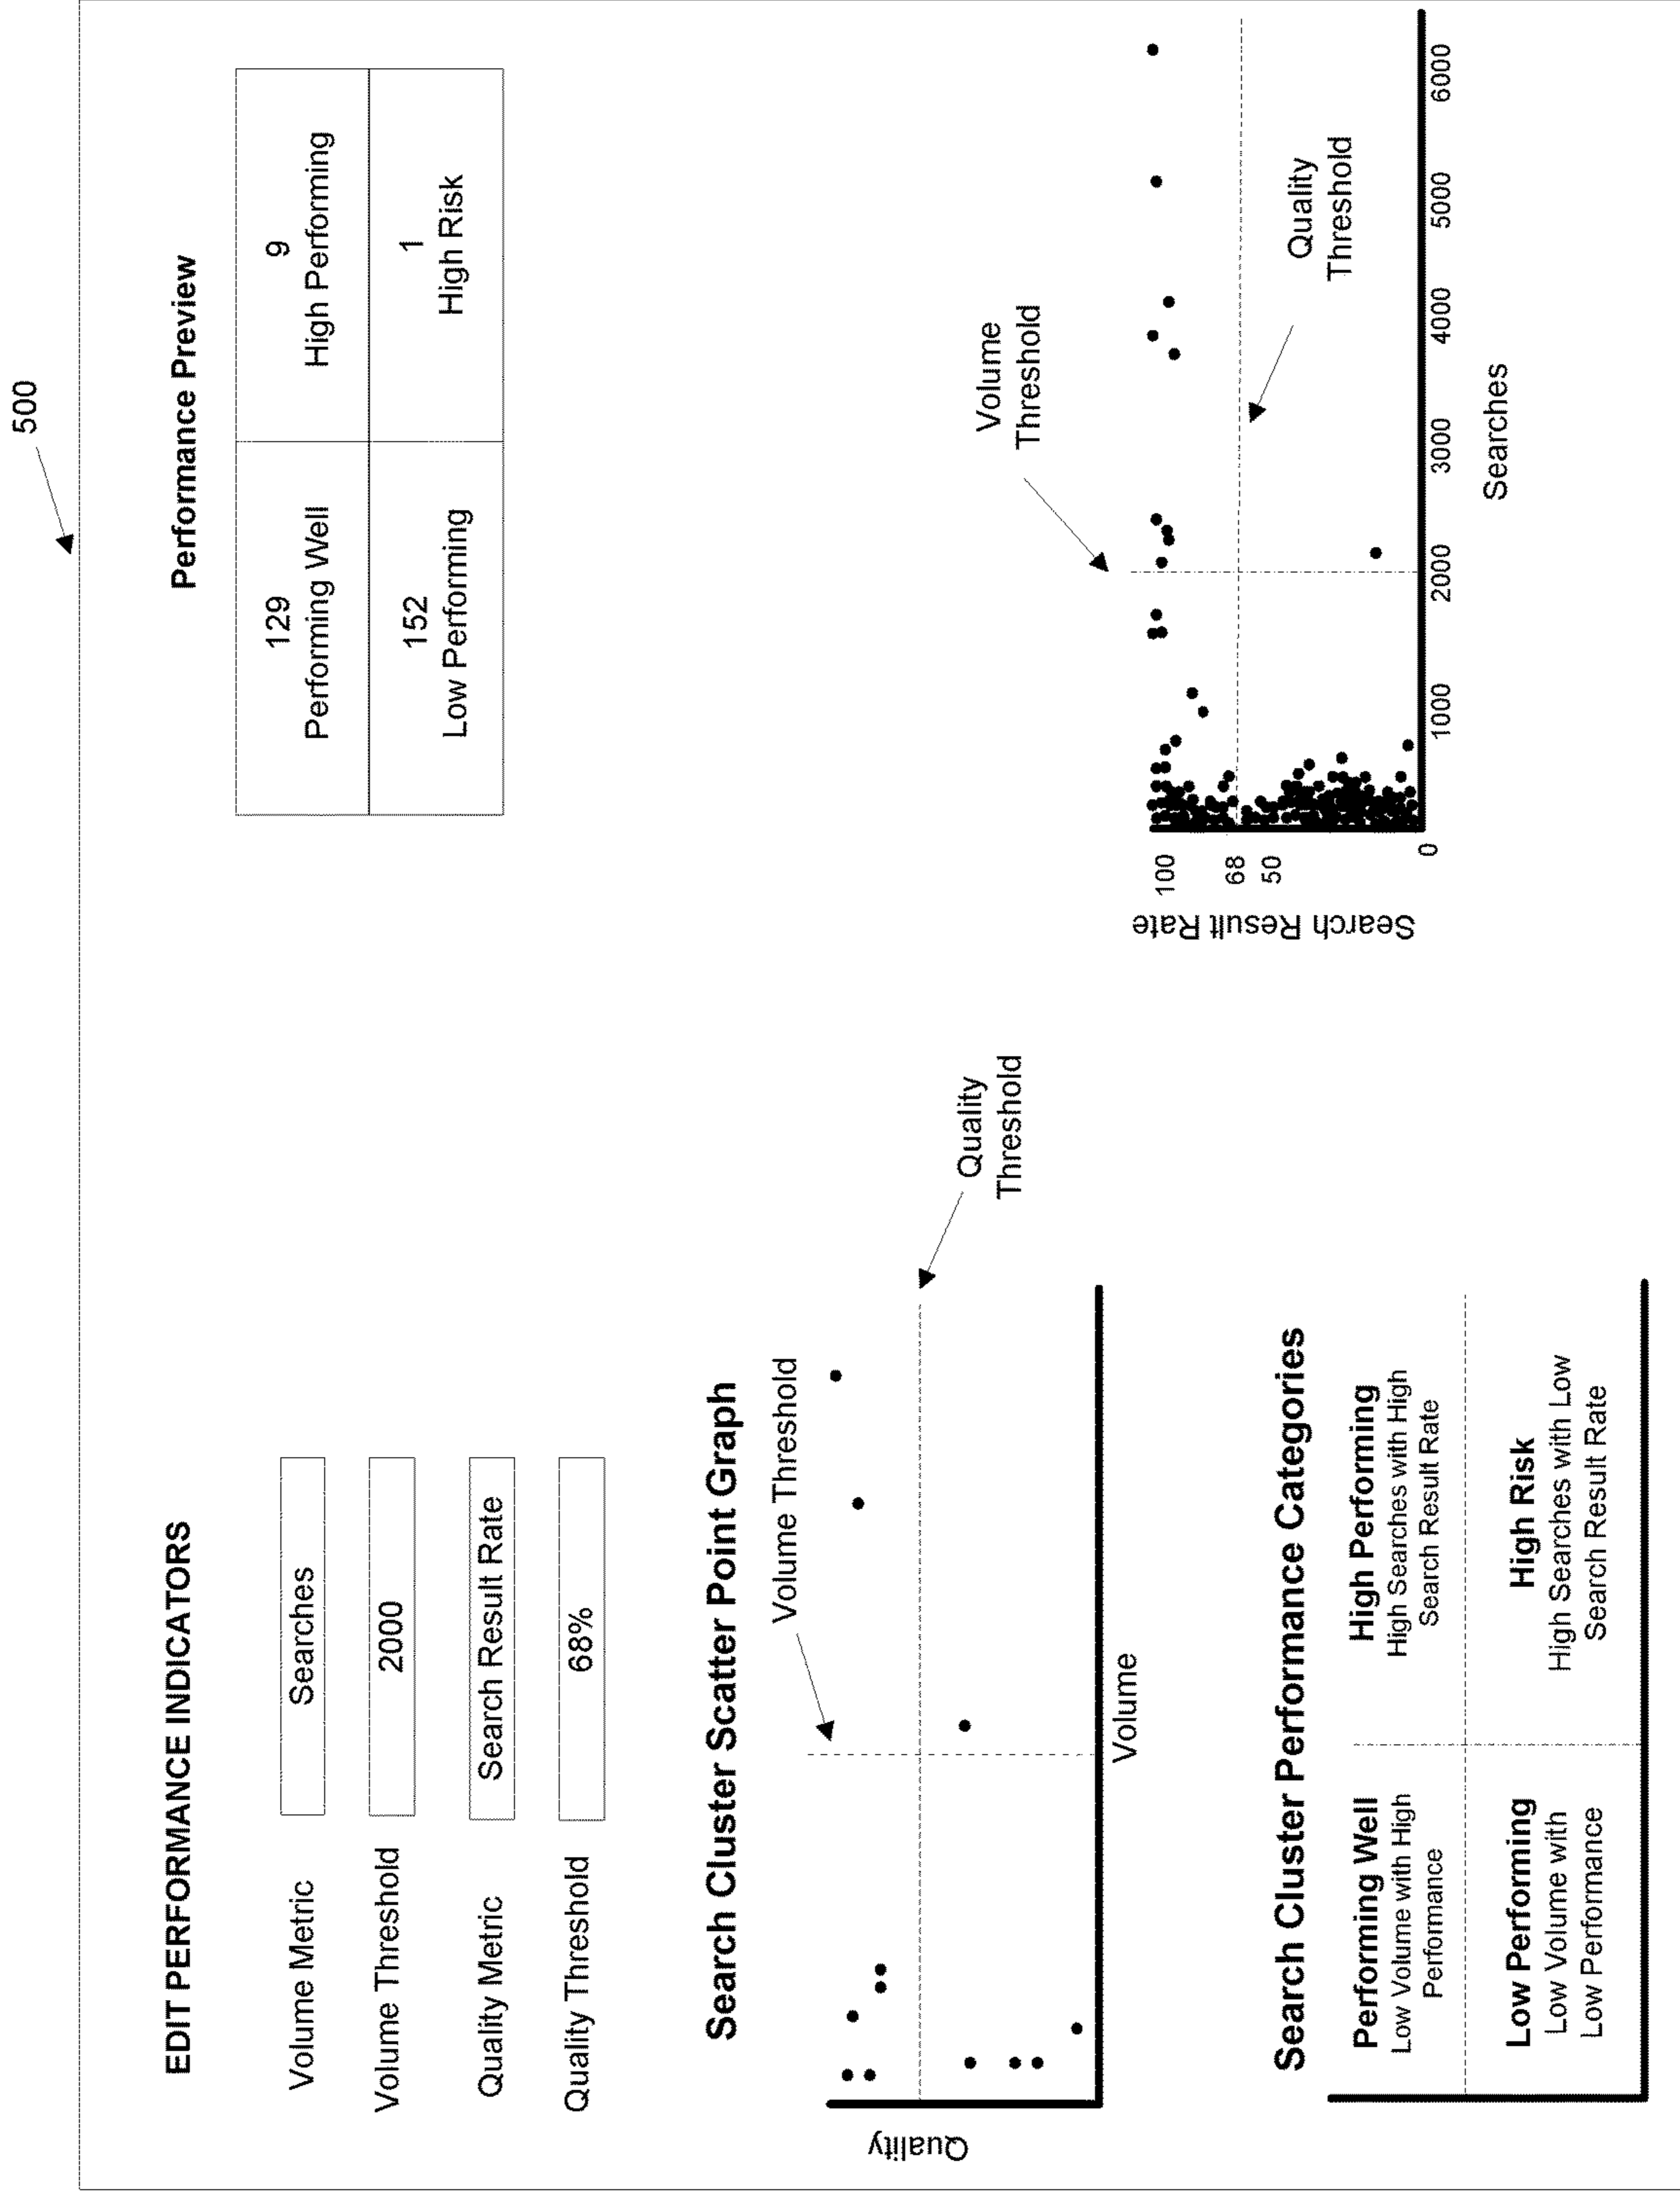 500
EDIT PERFORMANCE INDICATORS
Volume Metric
Searches
Volume Threshold
2000
Quality Metric
Search Result Rate
Quality Threshold
68%
Search Cluster Scatter Point Graph
Volume Threshold
Quality
Threshold
Quality
Volume
Search Cluster Performance Categories
Performing Well
Low Volume with High
Performance
High Performing
High Searches with High
Search Result Rate
Low Performing
Low Volume with
Low Performance
High Risk
High Searches with Low
Search Result Rate
Performance Preview
129
Performing Well
9
High Performing
152
Low Performing
1
High Risk
Volume
Threshold
Quality
Threshold
Search Result Rate
100
68
50
0
1000
2000
3000
4000
5000
6000
Searches